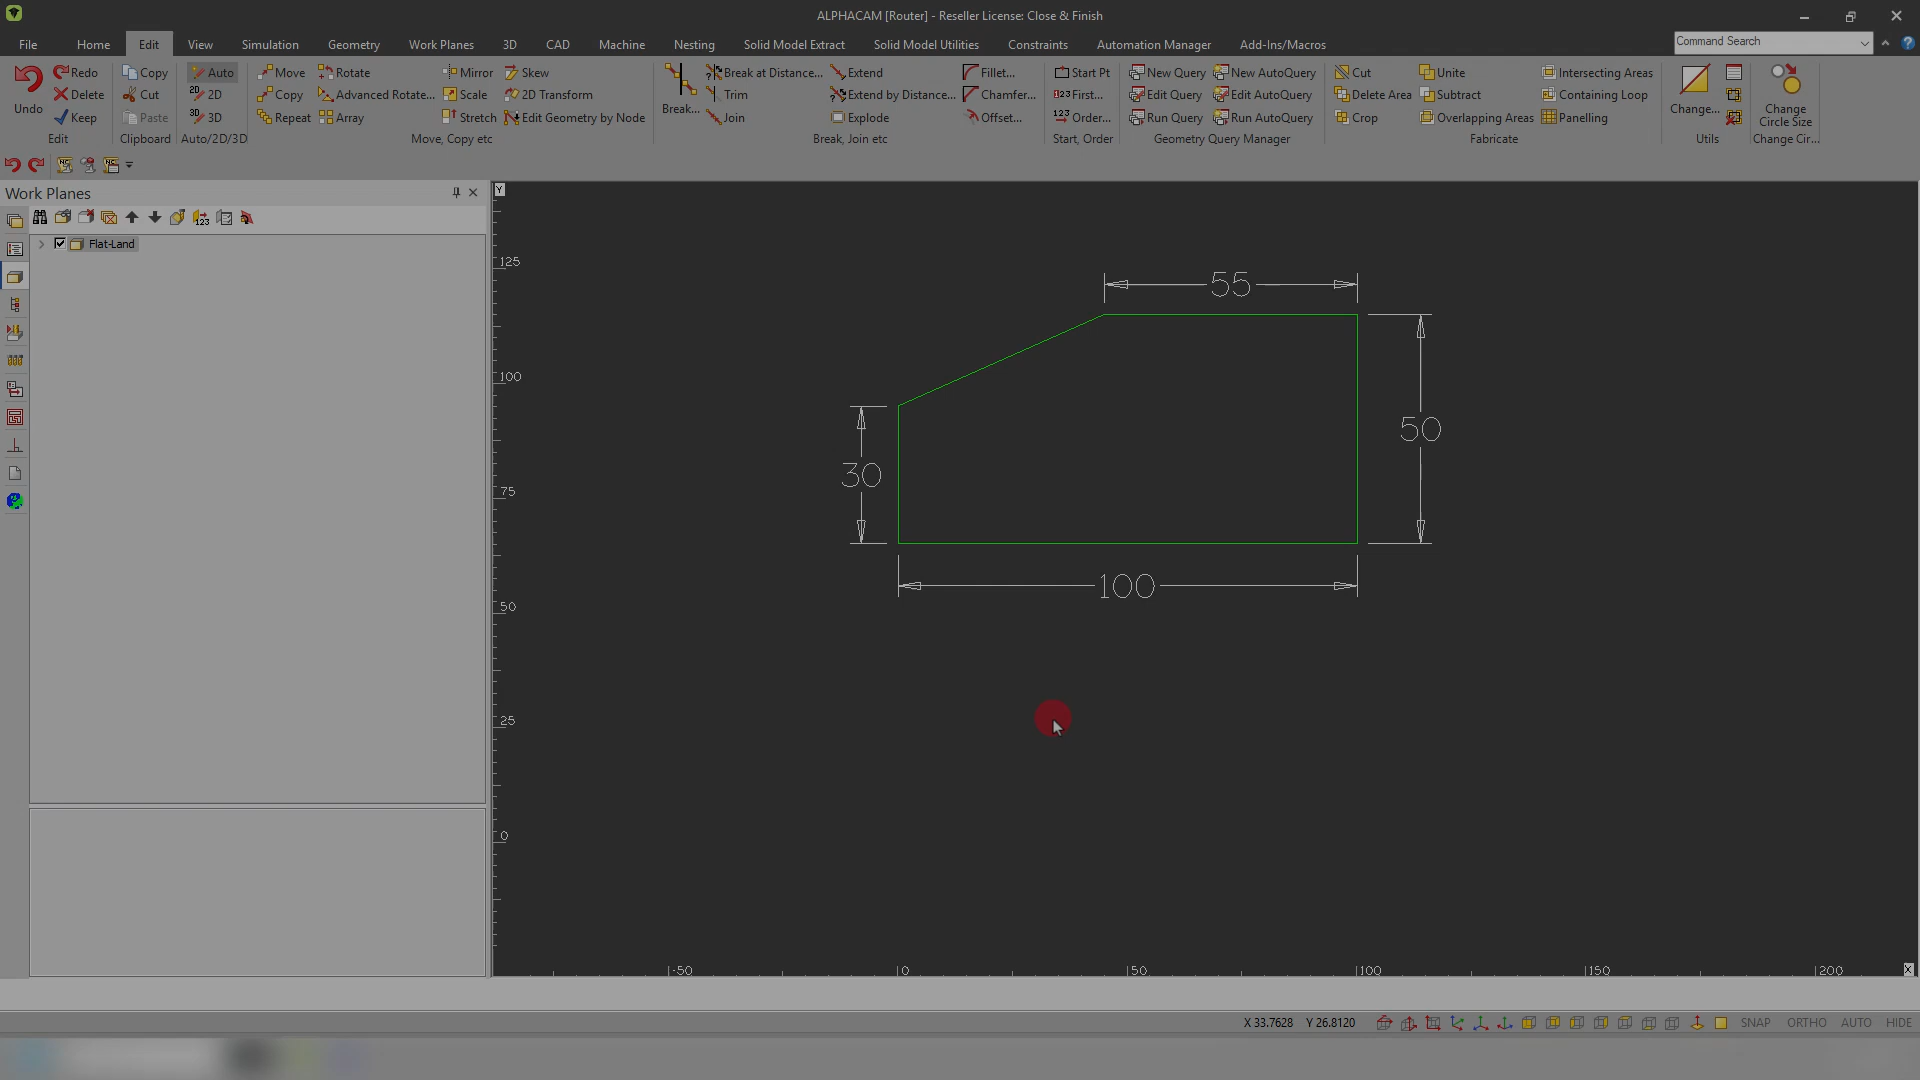 ALPHACAM [Router] - Reseller License: Close & Finish
File Home Edit View Simulation Geometry Work Planes 3D CAD Machine Nesting Solid Model Extract Solid Model Utilities Constraints Automation Manager Add-Ins/Macros Command Search
Redo Copy Auto Move Rotate Mirror Skew Break at Distance... Extend Fillet... Start Pt New Query New AutoQuery Cut Unite Intersecting Areas
Delete Cut 2D 2D Copy Advanced Rotate... Scale 2D Transform Trim Extend by Distance... Chamfer... 123 First... Edit Query Edit AutoQuery Delete Area Subtract Containing Loop
Undo Break... Change... Change Circle Size
Keep Paste 3D 3D Repeat Array Stretch Edit Geometry by Node Join Explode Offset... 123 Order... Run Query Run AutoQuery Crop Overlapping Areas Panelling
Edit Clipboard Auto/2D/3D Move, Copy etc Break, Join etc Start, Order Geometry Query Manager Fabricate Utils Change Cir...
NC NC
Work Planes
Y
123
Flat-Land
125
55
100
50
30
75
100
50
25
0
-50 0 50 100 150 200 X
X 33.7628 Y 26.8120 SNAP ORTHO AUTO HIDE